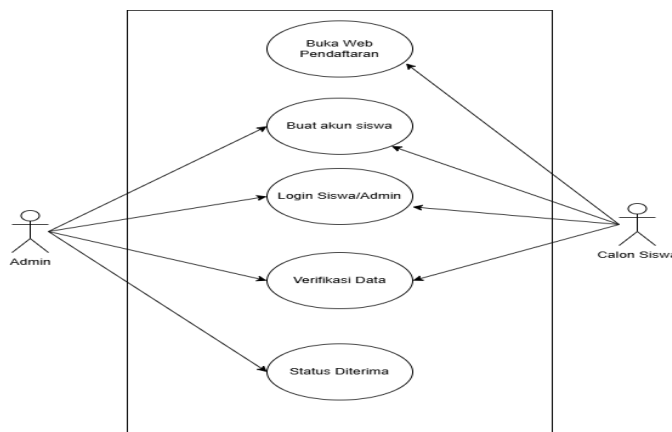 Buka Web
Pendaftaran
Buat akun siswa
Login Siswa/Admin
Admin
Calon Siswa
Verifikasi Data
Status Diterima